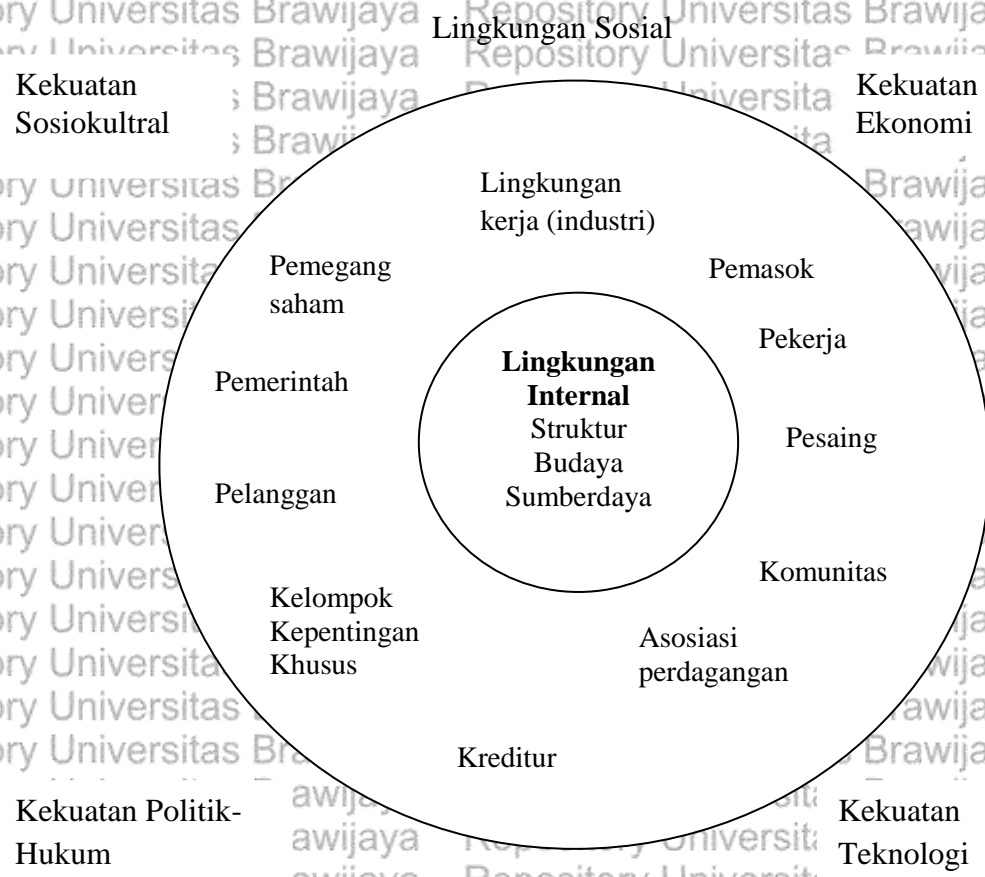 Lingkungan Sosial
Kekuatan
Sosiokultral
Kekuatan
Ekonomi
Lingkungan
kerja (industri)
Pemegang
saham
Pemasok
Pekerja
Pemerintah
Lingkungan
Internal
Struktur
Budaya
Sumberdaya
Pesaing
Pelanggan
Komunitas
Kelompok
Kepentingan
Khusus
Asosiasi
perdagangan
Kreditur
Kekuatan Politik-
Hukum
Kekuatan
Teknologi